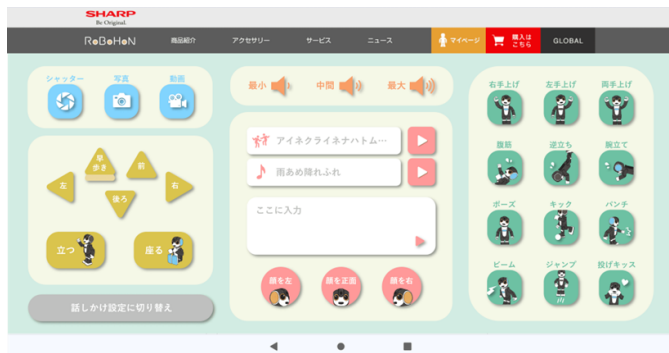 SHARP
Be Original.
RoBoHoN 商品紹介 アクセサリー サービス ニュース マイページ 購入は こちら GLOBAL
シャッター 写真 動画
早歩き
前
左
右
後ろ
立つ 座る
話しかけ設定に切り替え
最小 中間 最大
アイネクライネナハトム…
雨あめ降れふれ
ここに入力
顔を左 顔を正面 顔を右
右手上げ 左手上げ 両手上げ
腹筋 逆立ち 腕立て
ポーズ キック パンチ
ビーム ジャンプ 投げキッス